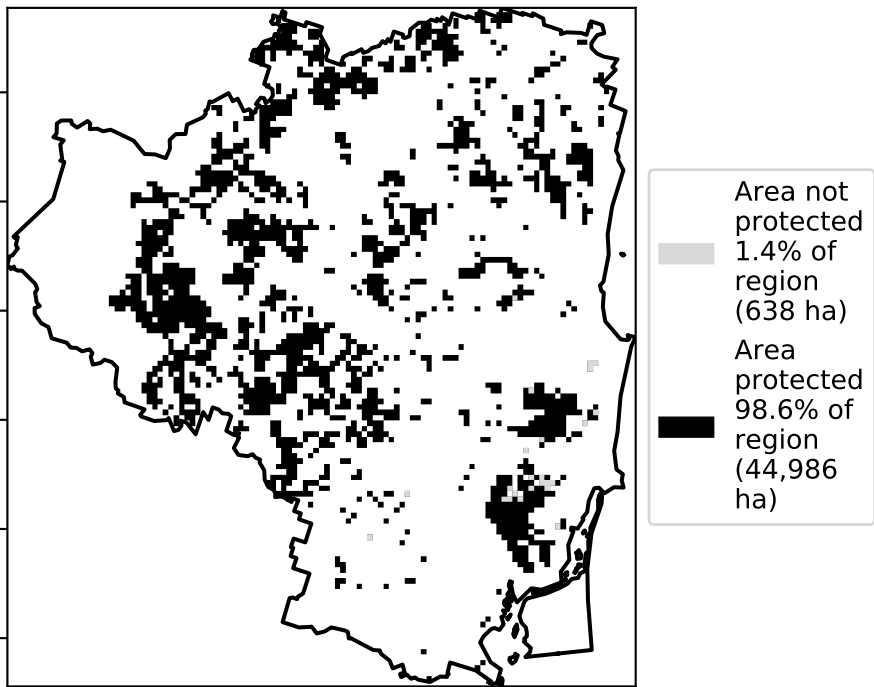 Area not
protected
1.4% of
region
(638 ha)
Area
protected
98.6% of
region
(44,986
ha)